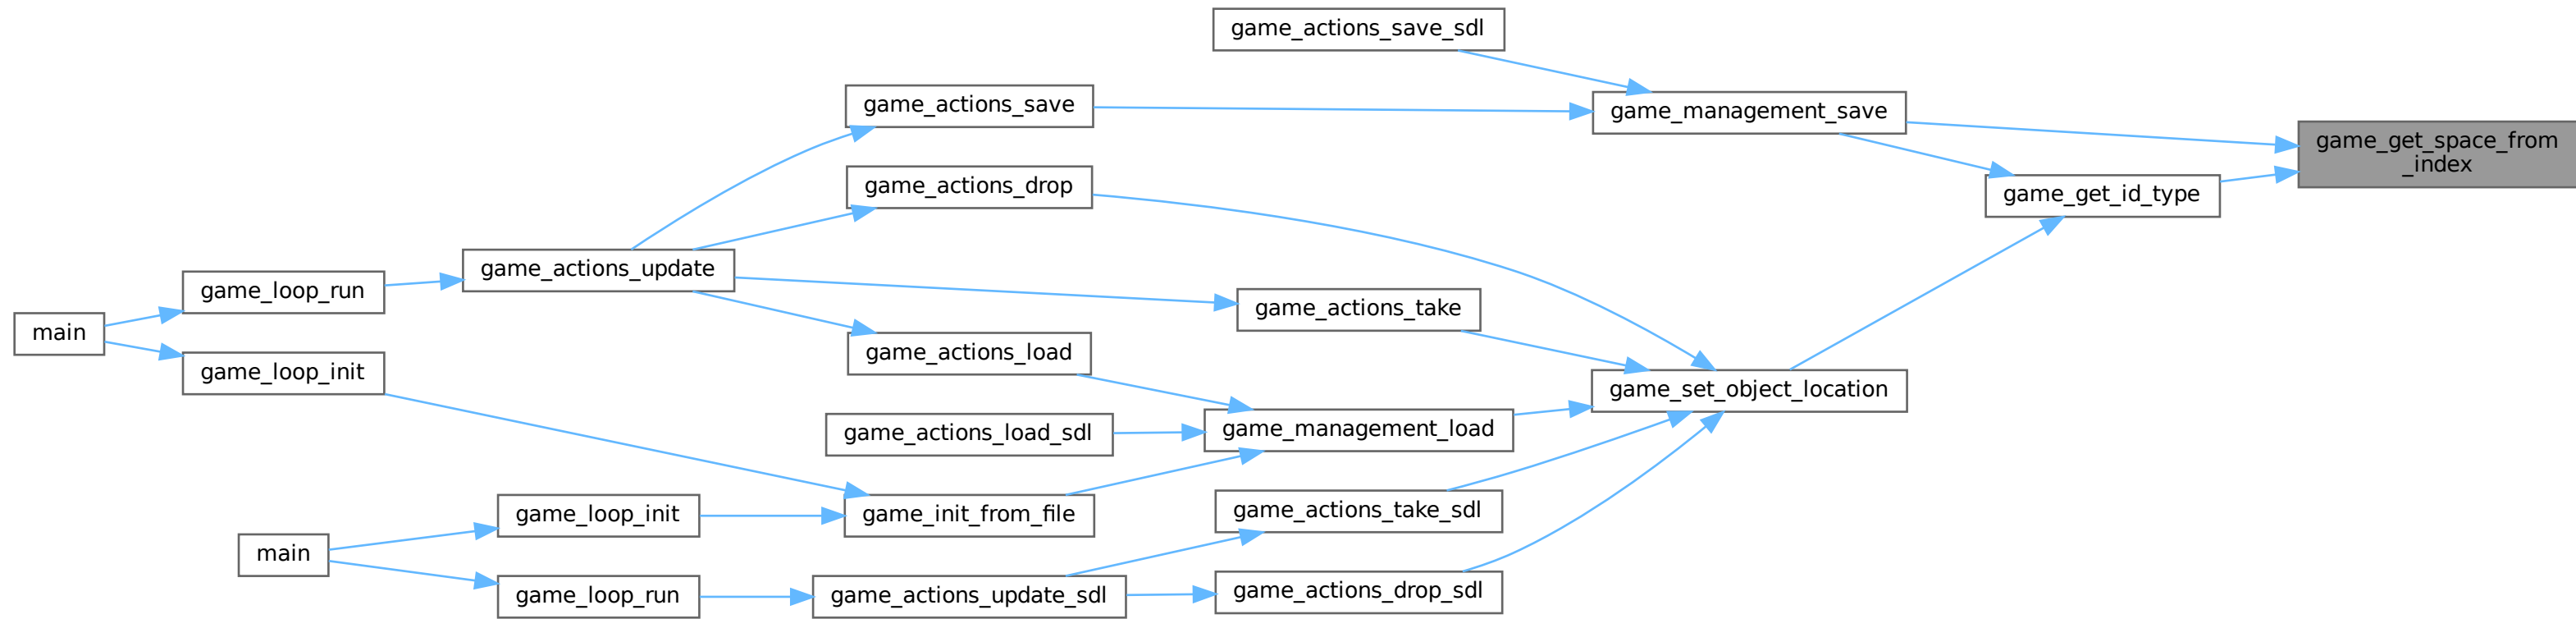 game_actions_save_sdl
game_actions_save
game_management_save
game_get_space_from
_index
game_actions_drop
game_get_id_type
game_actions_update
game_loop_run
game_actions_take
main
game_actions_load
game_loop_init
game_set_object_location
game_actions_load_sdl
game_management_load
game_loop_init
game_init_from_file
game_actions_take_sdl
main
game_loop_run
game_actions_update_sdl
game_actions_drop_sdl